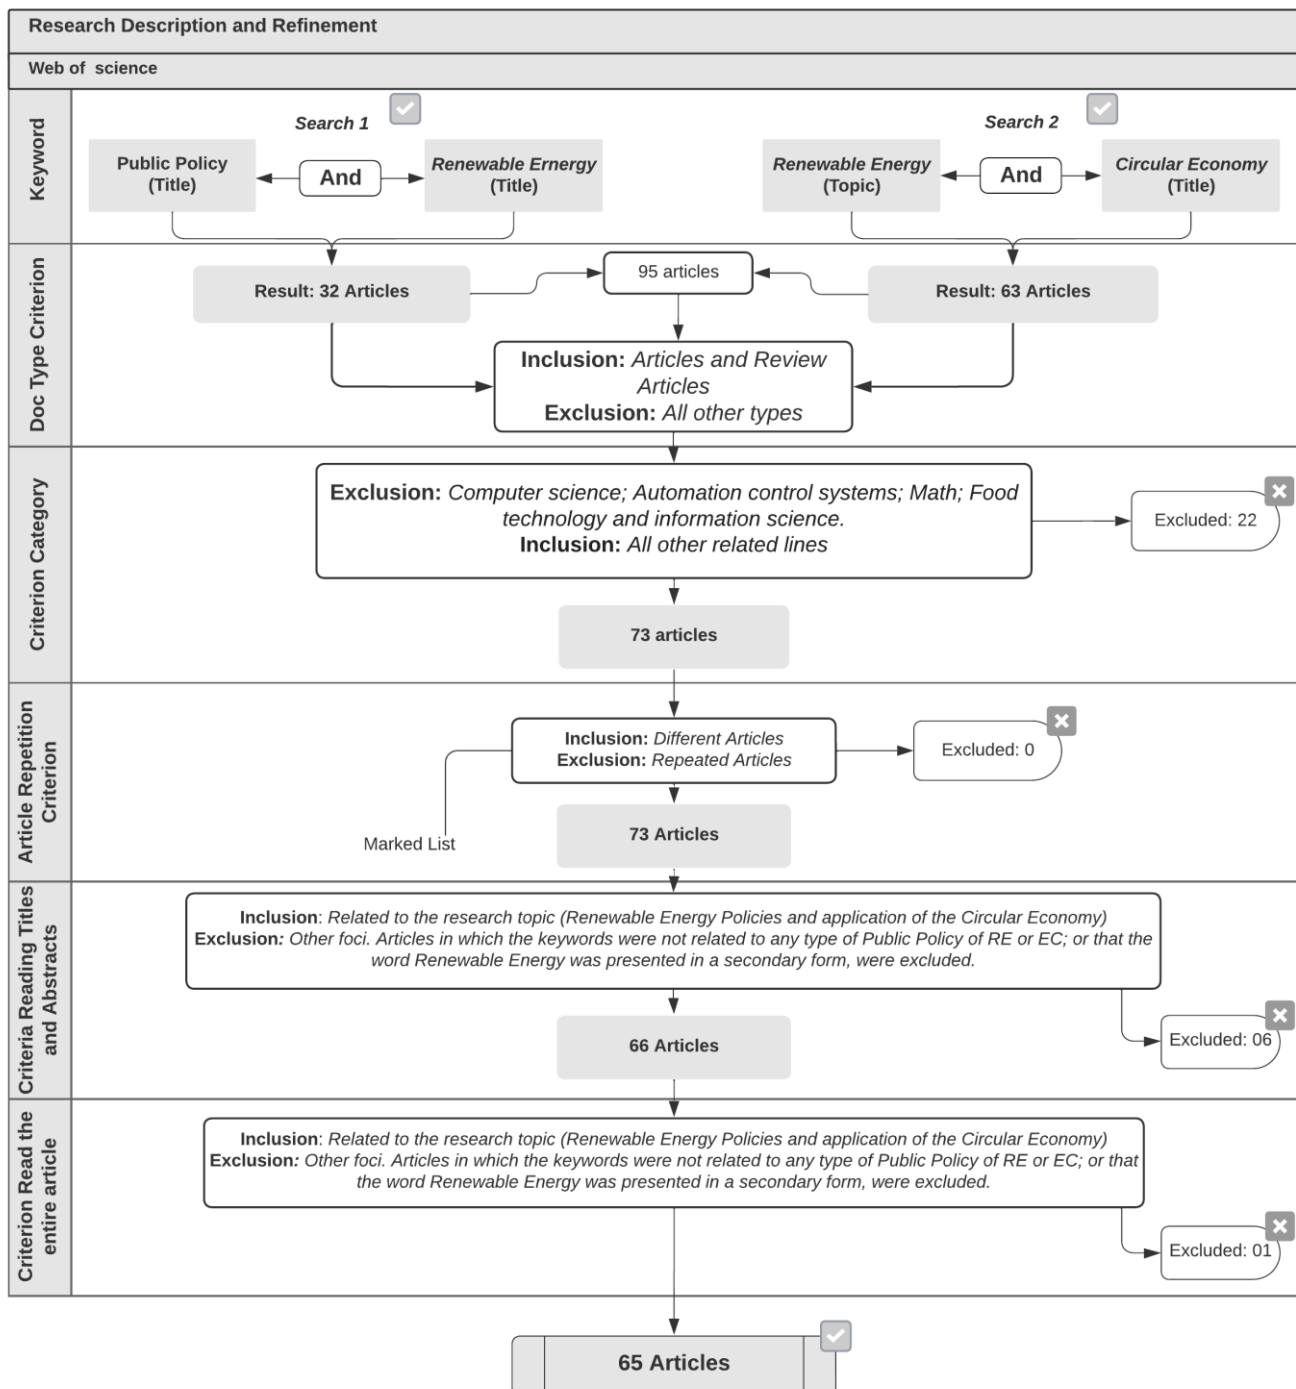 Research Description and Refinement
Web of science
Keyword
Search 1
Public Policy
(Title)
And
Renewable Ernergy
(Title)
Search 2
Renewable Energy
(Topic)
And
Circular Economy
(Title)
Doc Type Criterion
Result: 32 Articles
95 articles
Result: 63 Articles
Inclusion: Articles and Review
Articles
Exclusion: All other types
Criterion Category
Exclusion: Computer science; Automation control systems; Math; Food
technology and information science.
Inclusion: All other related lines
Excluded: 22
73 articles
Article Repetition
Criterion
Inclusion: Different Articles
Exclusion: Repeated Articles
Excluded: 0
Marked List
73 Articles
Criteria Reading Titles
and Abstracts
Inclusion: Related to the research topic (Renewable Energy Policies and application of the Circular Economy)
Exclusion: Other foci. Articles in which the keywords were not related to any type of Public Policy of RE or EC; or that the
word Renewable Energy was presented in a secondary form, were excluded.
66 Articles
Excluded: 06
Criterion Read the
entire article
Inclusion: Related to the research topic (Renewable Energy Policies and application of the Circular Economy)
Exclusion: Other foci. Articles in which the keywords were not related to any type of Public Policy of RE or EC; or that
the word Renewable Energy was presented in a secondary form, were excluded.
Excluded: 01
65 Articles